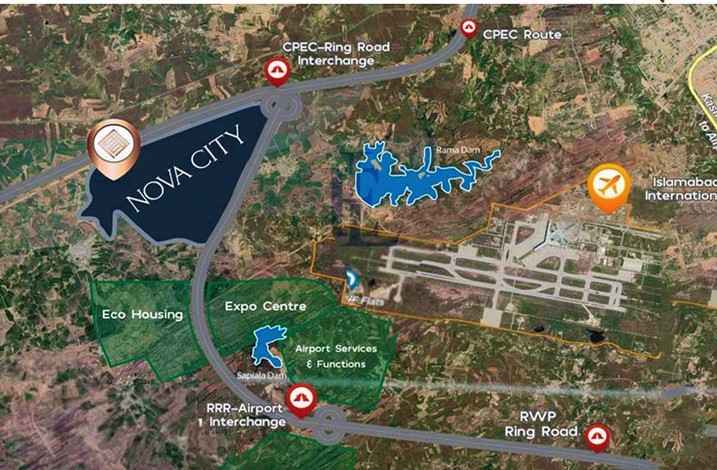 CPEC Route
CPEC-Ring Road
Interchange
NOVA CITY
Rama Dam
Islamabad
Internation
Eco Housing
Expo Centre
Flats
Airport Services
& Functions
Sapiala Dam
RRR-Airport
Interchange
RWP
Ring Road